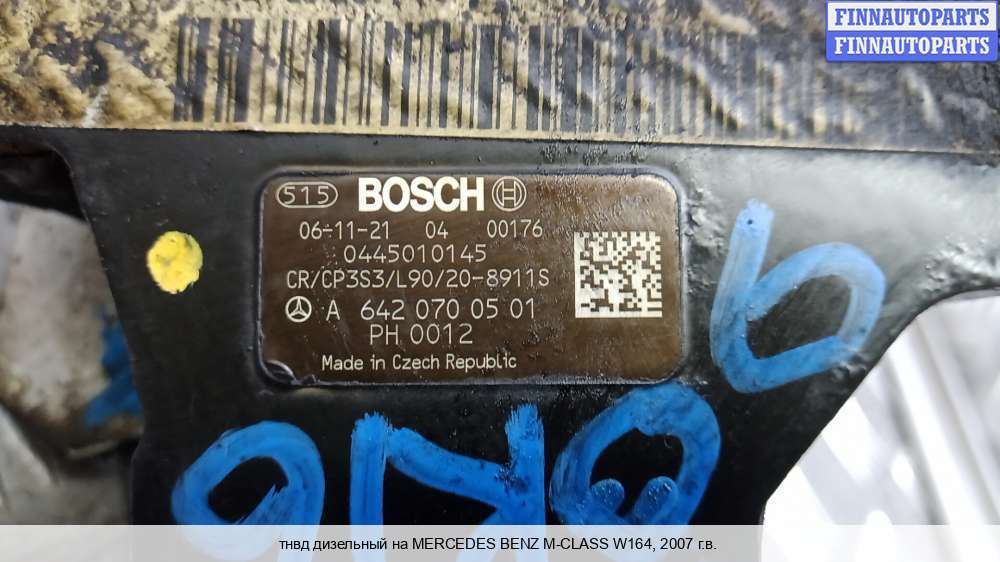 FINNAUTOPARTS
FINNAUTOPARTS
515 BOSCH
06-11-21 04 00176
0445010145
CR/CP3S3/L90/20-8911S
A 642 070 05 01
PH 0012
Made in Czech Republic
тнвд дизельный на MERCEDES BENZ M-CLASS W164, 2007 г.в.